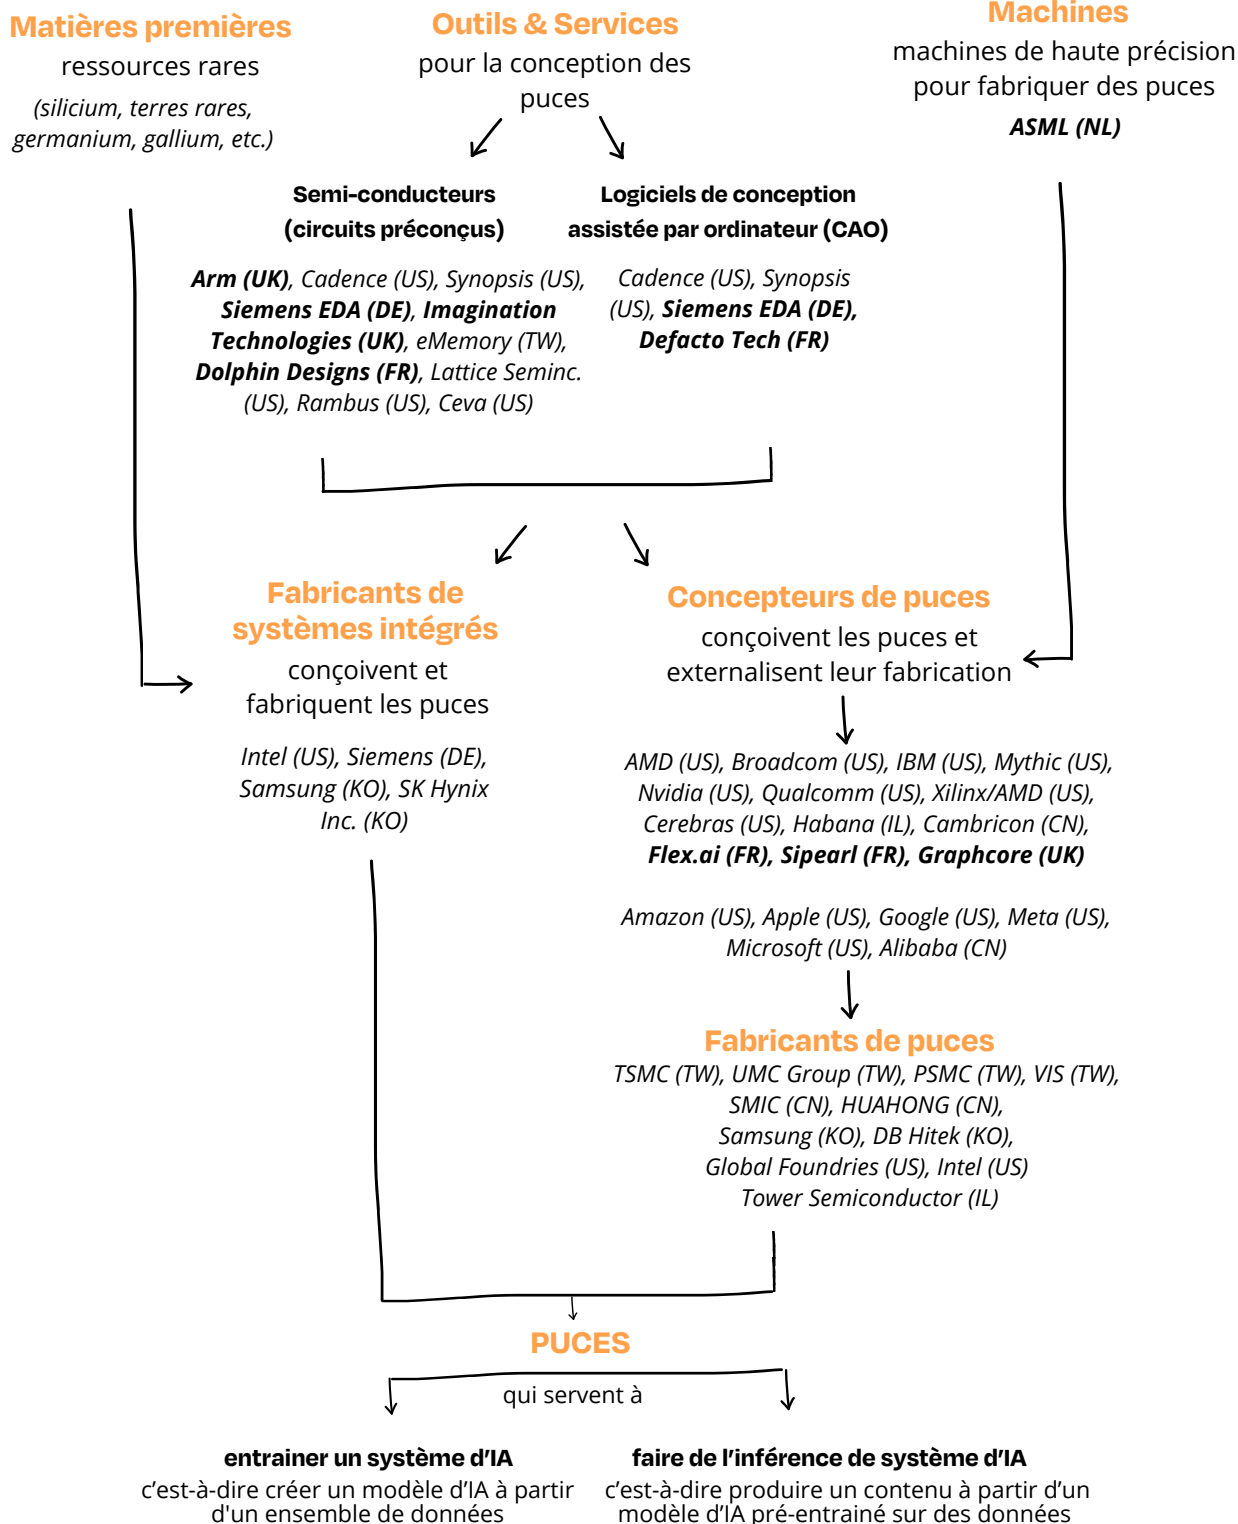 Matières premières
ressources rares
(silicium, terres rares,
germanium, gallium, etc.)
Outils & Services
pour la conception des
puces
Machines
machines de haute précision
pour fabriquer des puces
ASML (NL)
Semi-conducteurs
(circuits préconçus)
Arm (UK), Cadence (US), Synopsis (US),
Siemens EDA (DE), Imagination
Technologies (UK), eMemory (TW),
Dolphin Designs (FR), Lattice Seminc.
(US), Rambus (US), Ceva (US)
Logiciels de conception
assistée par ordinateur (CAO)
Cadence (US), Synopsis
(US), Siemens EDA (DE),
Defacto Tech (FR)
Fabricants de
systèmes intégrés
conçoivent et
fabriquent les puces
Intel (US), Siemens (DE),
Samsung (KO), SK Hynix
Inc. (KO)
Concepteurs de puces
conçoivent les puces et
externalisent leur fabrication
AMD (US), Broadcom (US), IBM (US), Mythic (US),
Nvidia (US), Qualcomm (US), Xilinx/AMD (US),
Cerebras (US), Habana (IL), Cambricon (CN),
Flex.ai (FR), Sipearl (FR), Graphcore (UK)
Amazon (US), Apple (US), Google (US), Meta (US),
Microsoft (US), Alibaba (CN)
Fabricants de puces
TSMC (TW), UMC Group (TW), PSMC (TW), VIS (TW),
SMIC (CN), HUAHONG (CN),
Samsung (KO), DB Hitek (KO),
Global Foundries (US), Intel (US)
Tower Semiconductor (IL)
PUCES
qui servent à
entrainer un système d'IA
c'est-à-dire créer un modèle d'IA à partir
d'un ensemble de données
faire de l'inférence de système d'IA
c'est-à-dire produire un contenu à partir d'un
modèle d'IA pré-entrainé sur des données